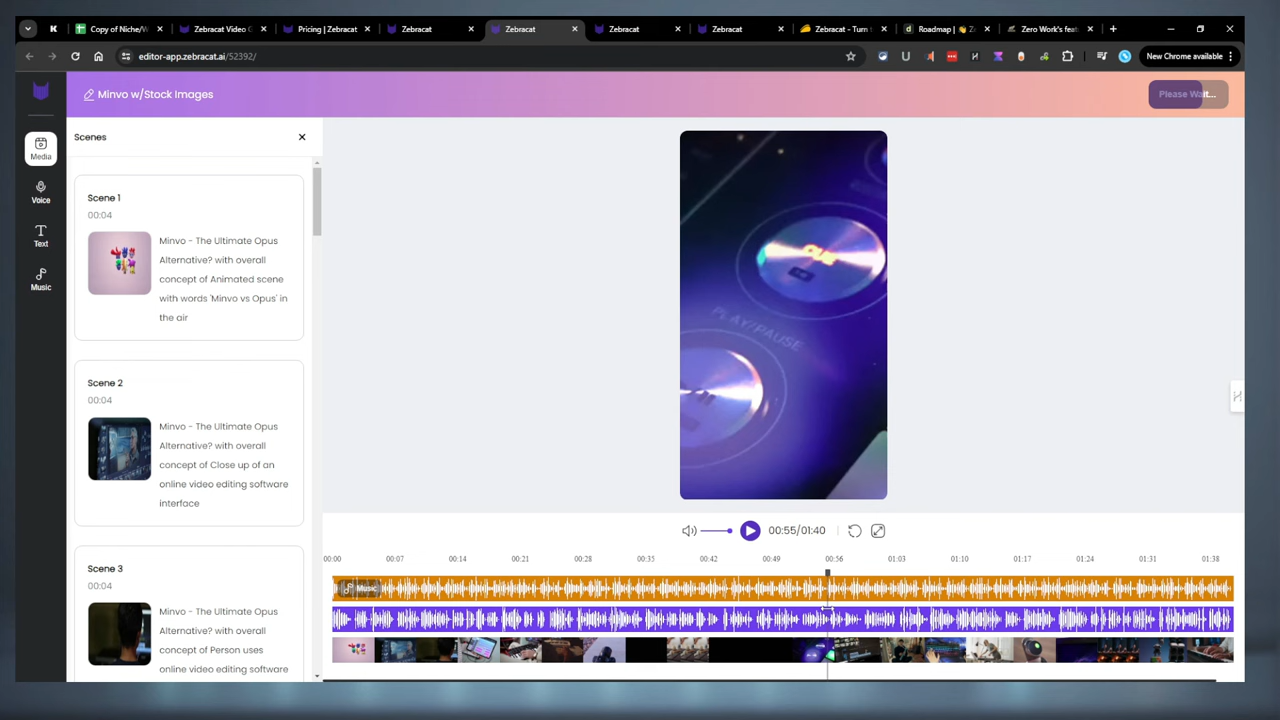 Copy of Niche/W
Zebracat Video G
Pricing | Zebracat
Zebracat
Zebracat
Zebracat
Zebracat
Zebracat - Turn
Roadmap |
Zero Work's feat
editor-app.zebracat.ai/52392/
New Chrome available
Minvo w/Stock Images
Please Wait...
Media
Voice
Text
Music
Scenes
Scene 1
00:04
Minvo - The Ultimate Opus
Alternative? with overall
concept of Animated scene
with words 'Minvo vs Opus' in
the air
Scene 2
00:04
Minvo - The Ultimate Opus
Alternative? with overall
concept of Close up of an
online video editing software
interface
Scene 3
00:04
Minvo - The Ultimate Opus
Alternative? with overall
concept of Person uses
online video editing software
PLAY/PAUSE
00:55/01:40
00:00 00:07 00:14 00:21 00:28 00:35 00:42 00:49 00:56 01:03 01:10 01:17 01:24 01:31 01:38
Music